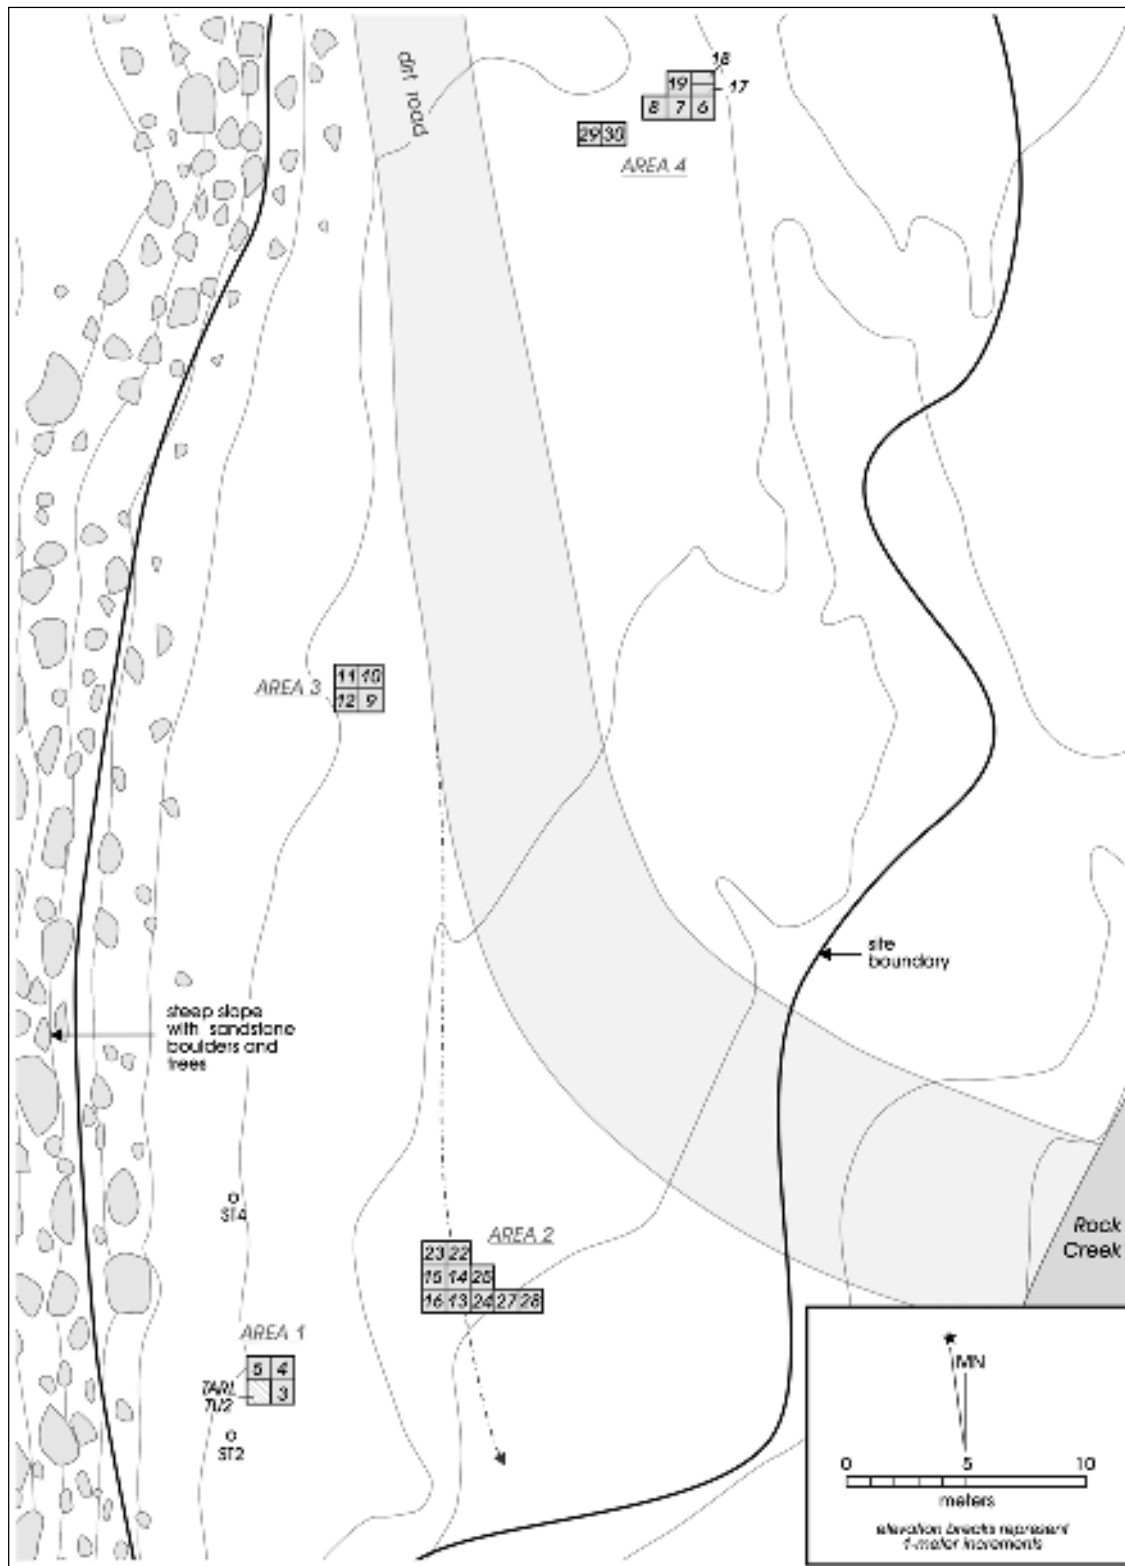 dirt road
18
19
17
8 7 6
29 30
AREA 4
11 10
AREA 3
12 9
site
boundary
steep slope
with sandstone
boulders and
trees
ST4
AREA 2
23 22
15 14 25
16 13 24 27 28
Rock
Creek
AREA 1
5 4
TARL
TU2
3
ST2
MN
0 5 10
meters
elevation breaks represent
1-meter increments